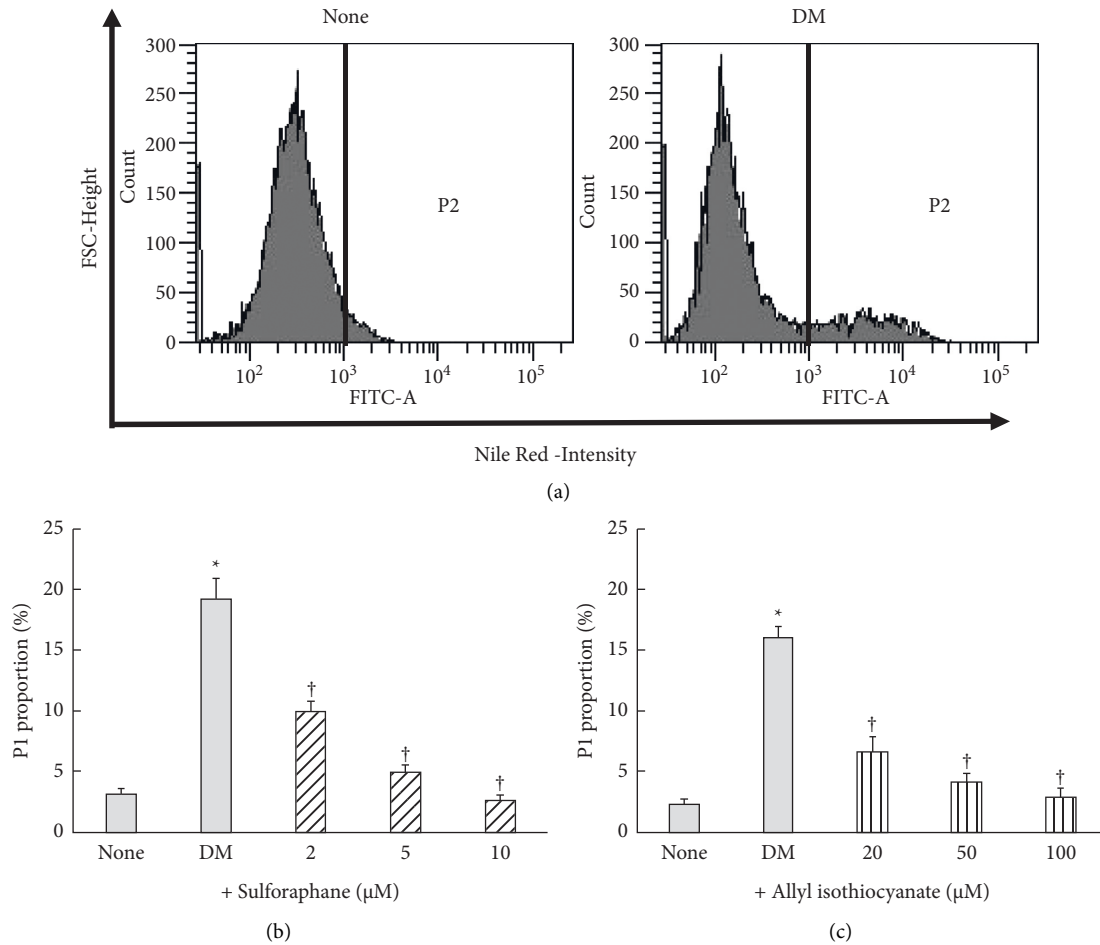 None
DM
FSC-Height
Count
300
250
200
150
100
50
0
P2
10² 10³ 10⁴ 10⁵
FITC-A
Count
300
250
200
150
100
50
0
P2
10² 10³ 10⁴ 10⁵
FITC-A
Nile Red -Intensity
(a)
P1 proportion (%)
25
20
15
10
5
0
*
†
†
†
None DM 2 5 10
+ Sulforaphane (µM)
(b)
P1 proportion (%)
25
20
15
10
5
0
*
†
†
†
None DM 20 50 100
+ Allyl isothiocyanate (µM)
(c)